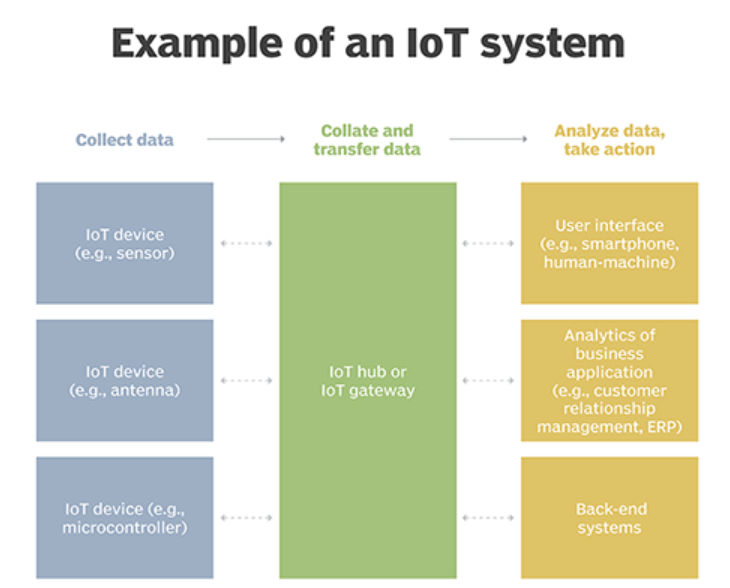 Example of an IoT system
Collect data
Collate and
transfer data
Analyze data,
take action
IoT device
(e.g., sensor)
IoT device
(e.g., antenna)
IoT device (e.g.,
microcontroller)
IoT hub or
IoT gateway
User interface
(e.g., smartphone,
human-machine)
Analytics of
business
application
(e.g., customer
relationship
management, ERP)
Back-end
systems